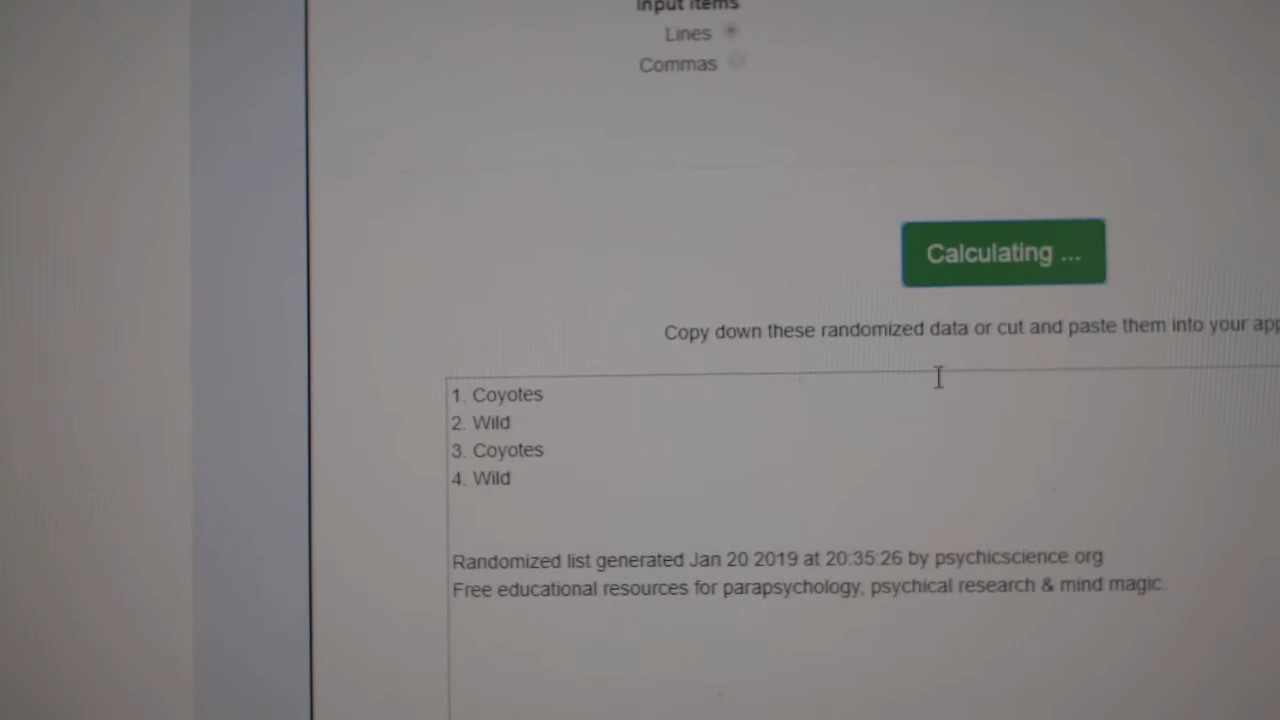 Input Items
Lines
Commas
Calculating ...
Copy down these randomized data or cut and paste them into your app
1. Coyotes
2. Wild
3. Coyotes
4. Wild
Randomized list generated Jan 20 2019 at 20:35:26 by psychicscience.org
Free educational resources for parapsychology, psychical research & mind magic.